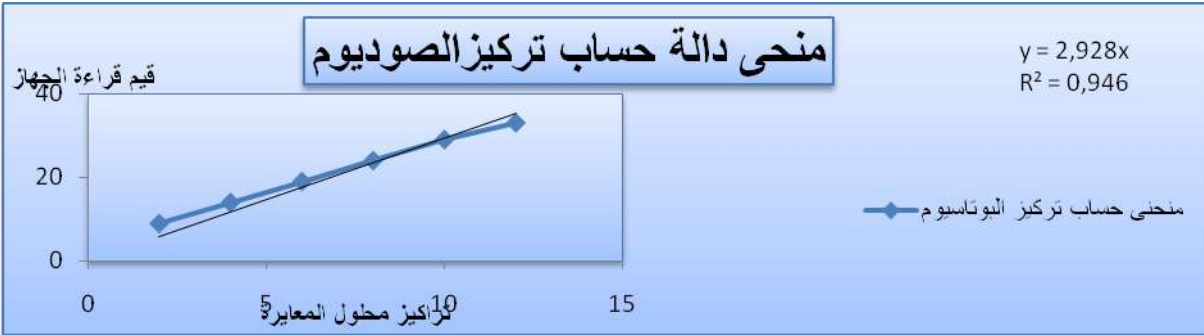 منحى دالة حساب تركيزالصوديوم
y = 2,928x
R² = 0,946
قيم قراءة الجهاز
40
20
0
0 5 10 15
تراكيز محلول المعايرة
منحنى حساب تركيز البوتاسيوم